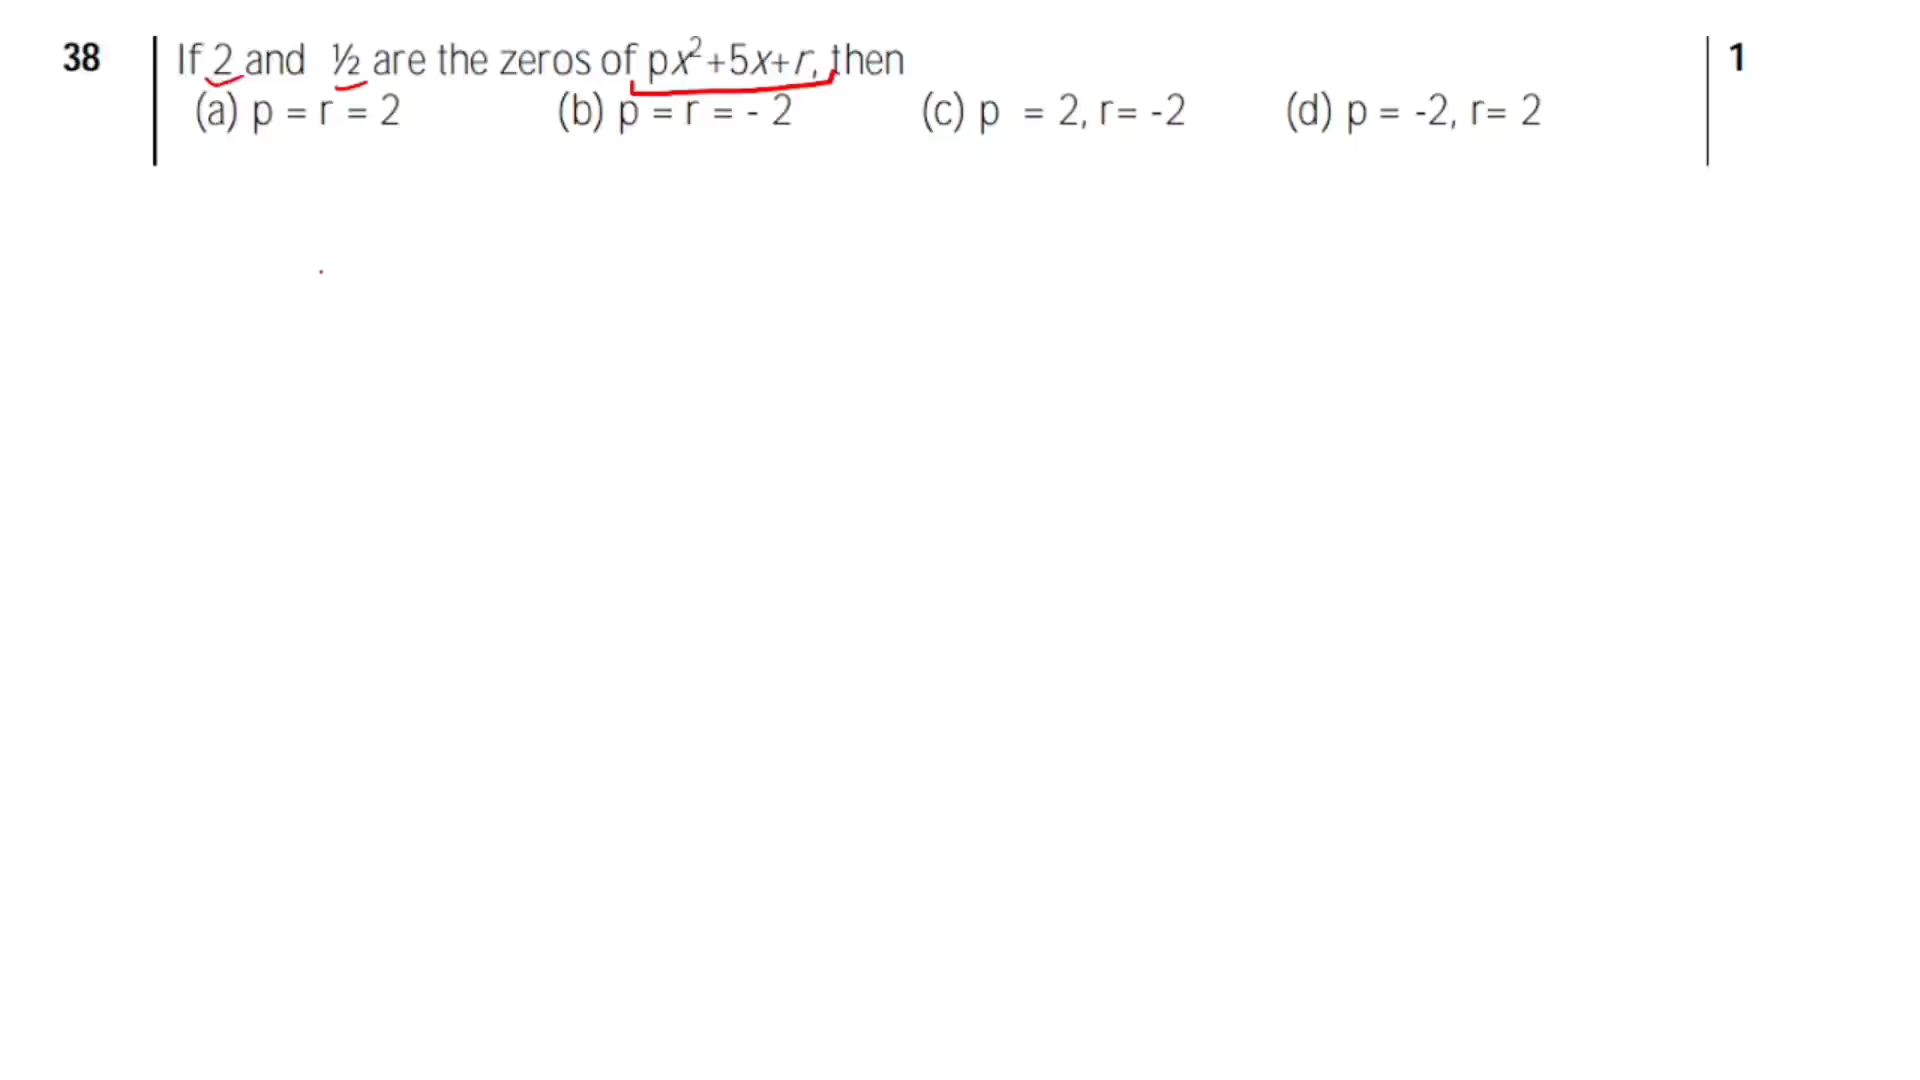 38 If 2 and ½ are the zeros of px²+5x+r, then 1
(a) p = r = 2 (b) p = r = - 2 (c) p = 2, r= -2 (d) p = -2, r= 2